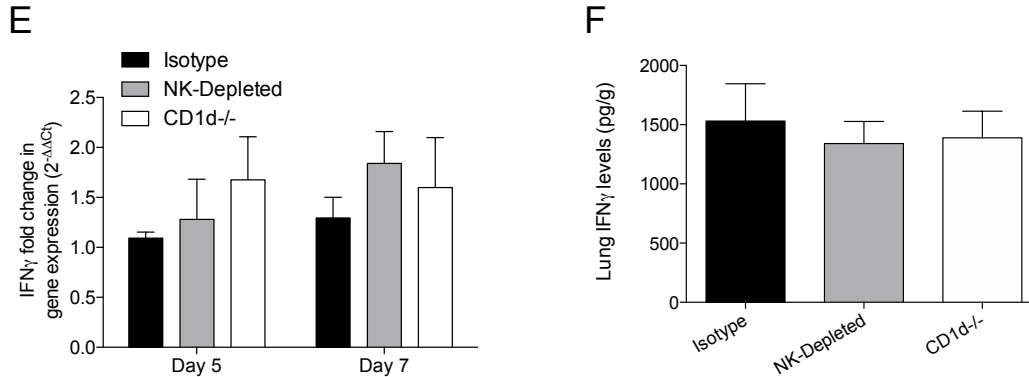 E
Isotype
NK-Depleted
CD1d-/-
IFNγ fold change in
gene expression (2-ΔΔCt)
2.5
2.0
1.5
1.0
0.5
0.0
Day 5
Day 7
F
Lung IFNγ levels (pg/g)
2000
1500
1000
500
0
Isotype
NK-Depleted
CD1d-/-